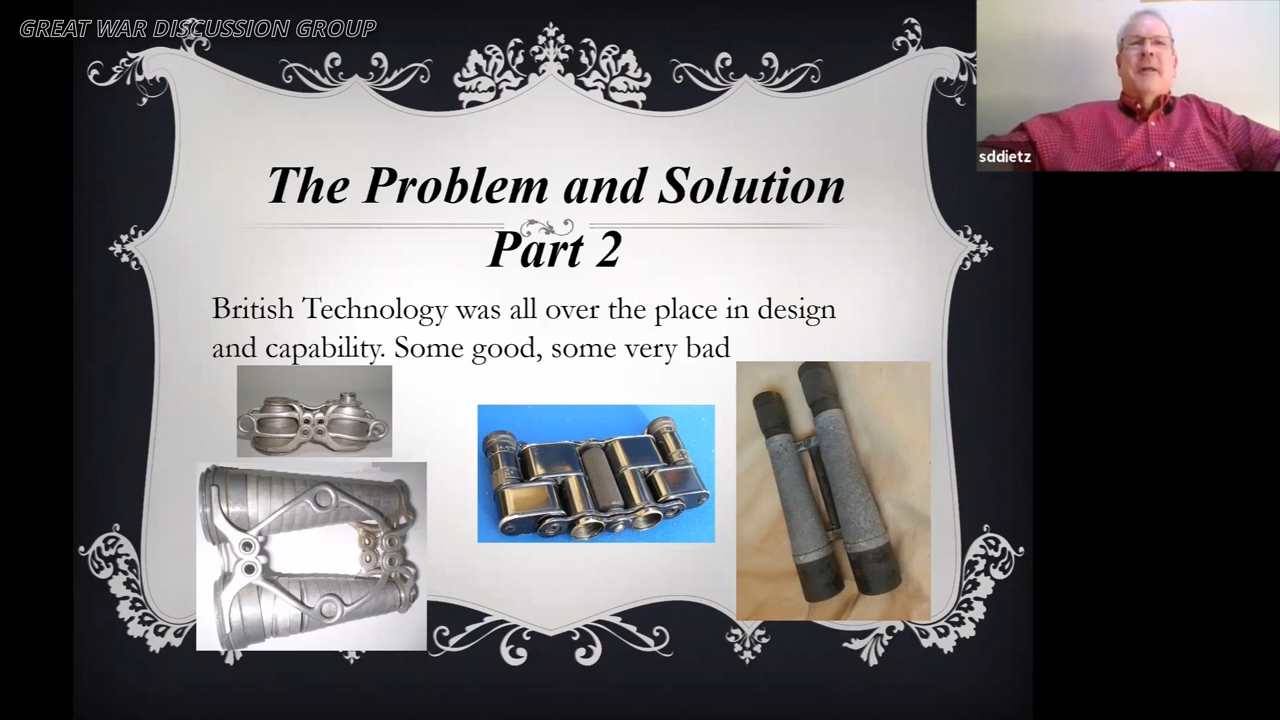 GREAT WAR DISCUSSION GROUP
sddietz
The Problem and Solution
Part 2
British Technology was all over the place in design
and capability. Some good, some very bad